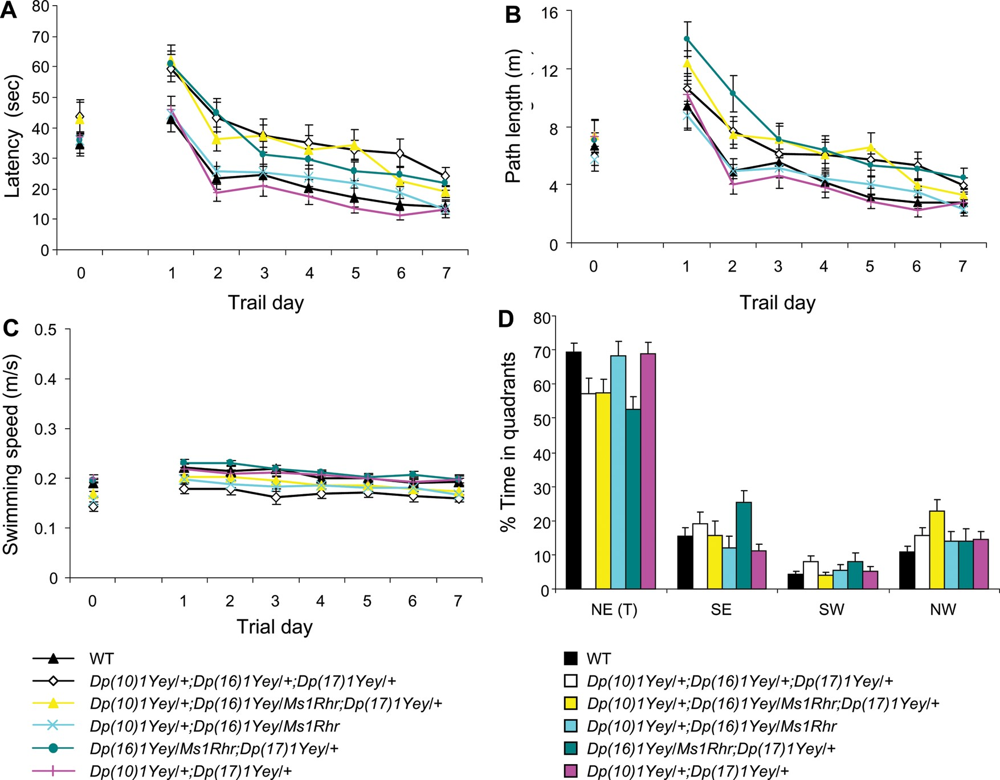 A
80
70
60
50
40
30
20
10
0
Latency (sec)
0 1 2 3 4 5 6 7
Trail day
B
16
12
8
4
0
Path length (m)
0 1 2 3 4 5 6 7
Trail day
C
0.5
0.4
0.3
0.2
0.1
0
Swimming speed (m/s)
0 1 2 3 4 5 6 7
Trial day
D
80
70
60
50
40
30
20
10
0
% Time in quadrants
NE (T) SE SW NW
WT
Dp(10)1Yey/+;Dp(16)1Yey/+;Dp(17)1Yey/+
Dp(10)1Yey/+;Dp(16)1Yey/Ms1Rhr;Dp(17)1Yey/+
Dp(10)1Yey/+;Dp(16)1Yey/Ms1Rhr
Dp(16)1Yey/Ms1Rhr;Dp(17)1Yey/+
Dp(10)1Yey/+;Dp(17)1Yey/+
WT
Dp(10)1Yey/+;Dp(16)1Yey/+;Dp(17)1Yey/+
Dp(10)1Yey/+;Dp(16)1Yey/Ms1Rhr;Dp(17)1Yey/+
Dp(10)1Yey/+;Dp(16)1Yey/Ms1Rhr
Dp(16)1Yey/Ms1Rhr;Dp(17)1Yey/+
Dp(10)1Yey/+;Dp(17)1Yey/+